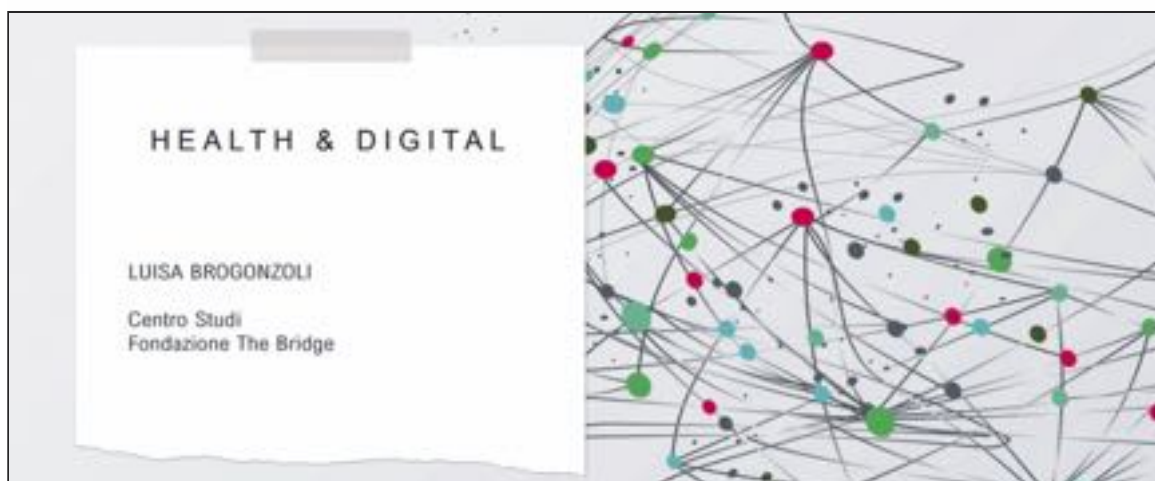 HEALTH & DIGITAL
LUISA BROGONZOLI
Centro Studi
Fondazione The Bridge